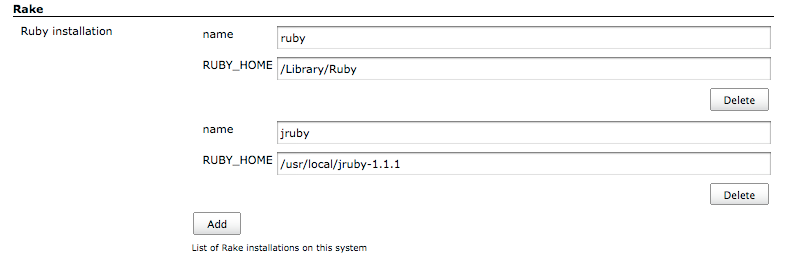 Rake
Ruby installation
name
ruby
RUBY_HOME
/Library/Ruby
Delete
name
jruby
RUBY_HOME
/usr/local/jruby-1.1.1
Delete
Add
List of Rake installations on this system